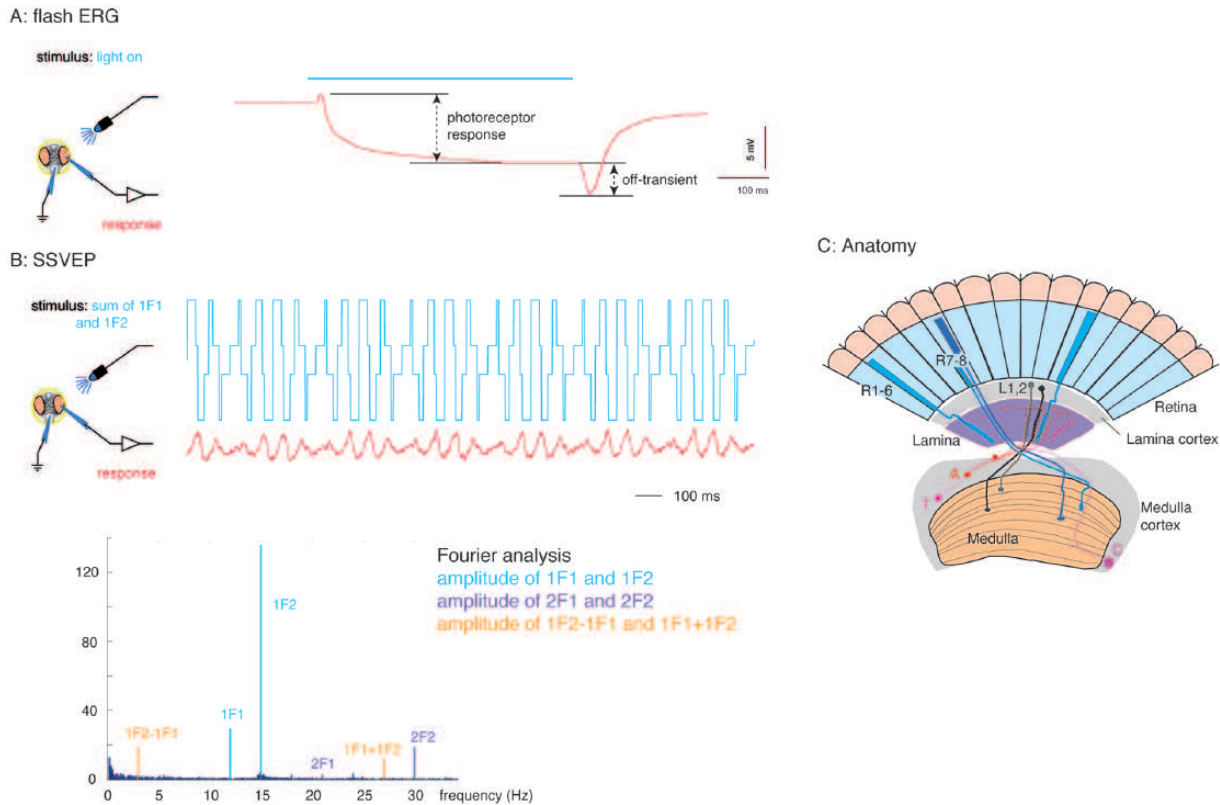 A: flash ERG
stimulus: light on
photoreceptor
response
off-transient
5 mV
100 ms
response
B: SSVEP
stimulus: sum of 1F1
and 1F2
response
100 ms
Fourier analysis
amplitude of 1F1 and 1F2
amplitude of 2F1 and 2F2
amplitude of 1F2-1F1 and 1F1+1F2
120
80
40
0
1F2-1F1
1F1
1F2
2F1
1F1+1F2
2F2
0 5 10 15 20 25 30 frequency (Hz)
C: Anatomy
R7-8
R1-6
L1,2
Retina
Lamina
Lamina cortex
A
T
Medulla
cortex
Medulla